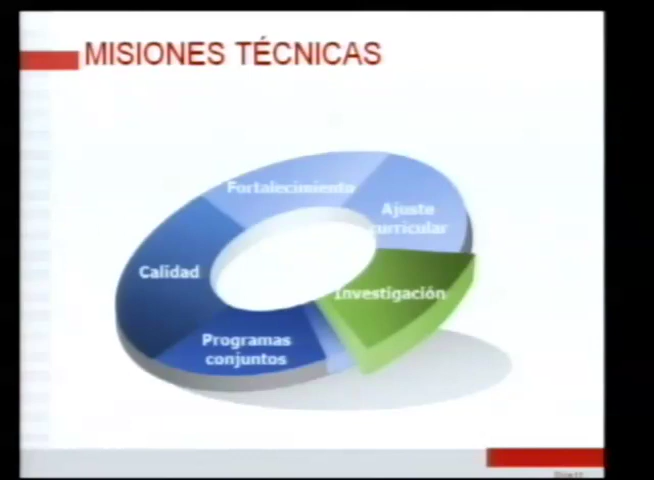 MISIONES TÉCNICAS
Fortalecimiento
Ajuste
curricular
Calidad
Investigación
Programas
conjuntos